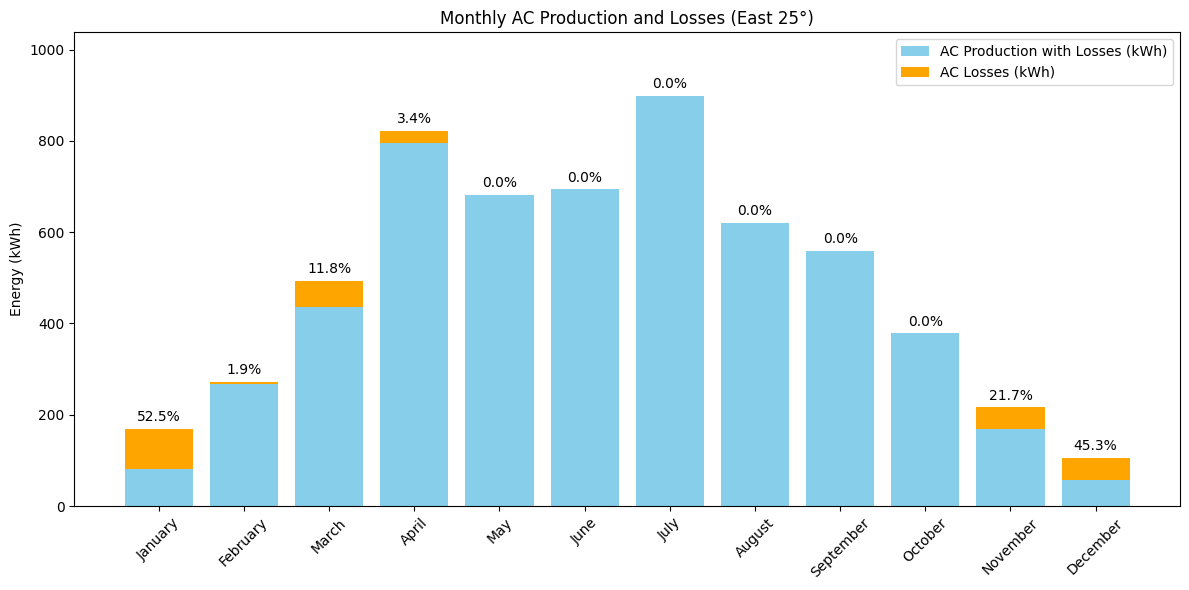 Monthly AC Production and Losses (East 25°)
AC Production with Losses (kWh)
AC Losses (kWh)
Energy (kWh)
1000
800
600
400
200
0
52.5%
1.9%
11.8%
3.4%
0.0%
0.0%
0.0%
0.0%
0.0%
0.0%
21.7%
45.3%
January
February
March
April
May
June
July
August
September
October
November
December